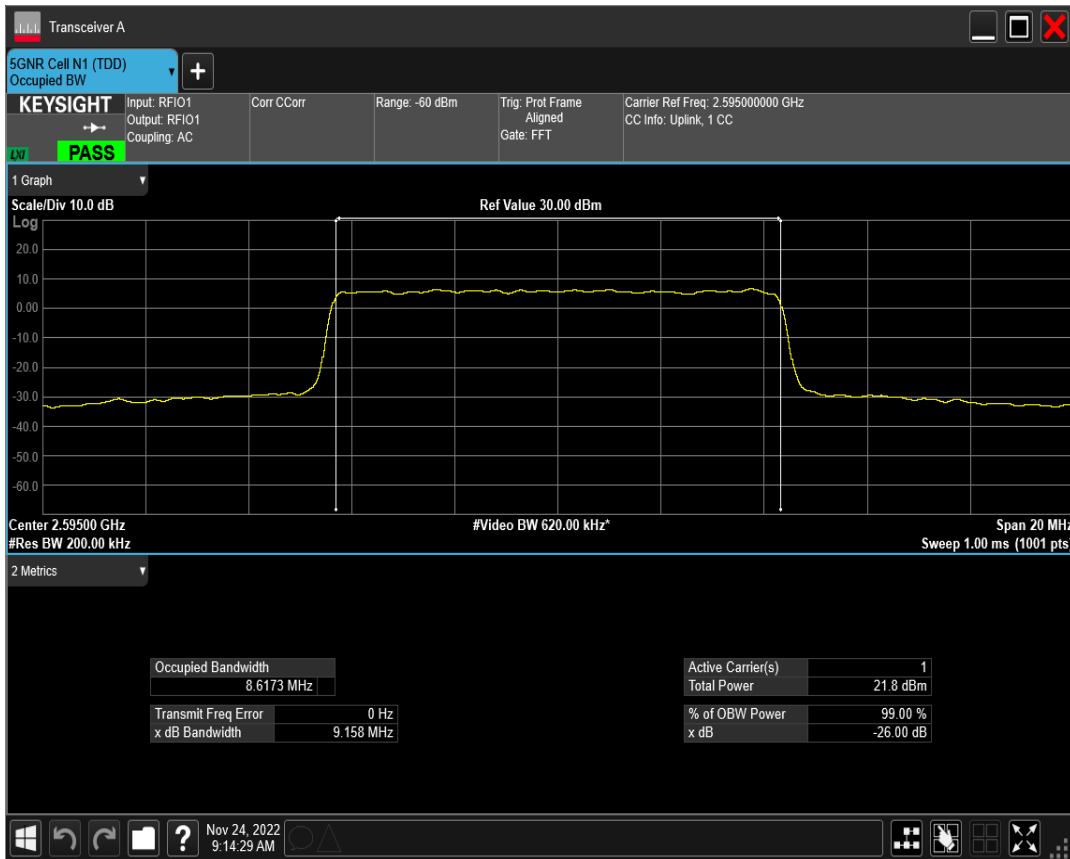 Transceiver A
5GNR Cell N1 (TDD)
Occupied BW
+
KEYSIGHT
LXI
PASS
Input: RFIO1
Output: RFIO1
Coupling: AC
Corr CCorr
Range: -60 dBm
Trig: Prot Frame
Aligned
Gate: FFT
Carrier Ref Freq: 2.595000000 GHz
CC Info: Uplink, 1 CC
1 Graph
Scale/Div 10.0 dB
Ref Value 30.00 dBm
Log
20.0
10.0
0.00
-10.0
-20.0
-30.0
-40.0
-50.0
-60.0
Center 2.59500 GHz
#Video BW 620.00 kHz*
Span 20 MHz
#Res BW 200.00 kHz
Sweep 1.00 ms (1001 pts)
2 Metrics
Occupied Bandwidth
8.6173 MHz
Transmit Freq Error 0 Hz
x dB Bandwidth 9.158 MHz
Active Carrier(s) 1
Total Power 21.8 dBm
% of OBW Power 99.00 %
x dB -26.00 dB
?
Nov 24, 2022
9:14:29 AM